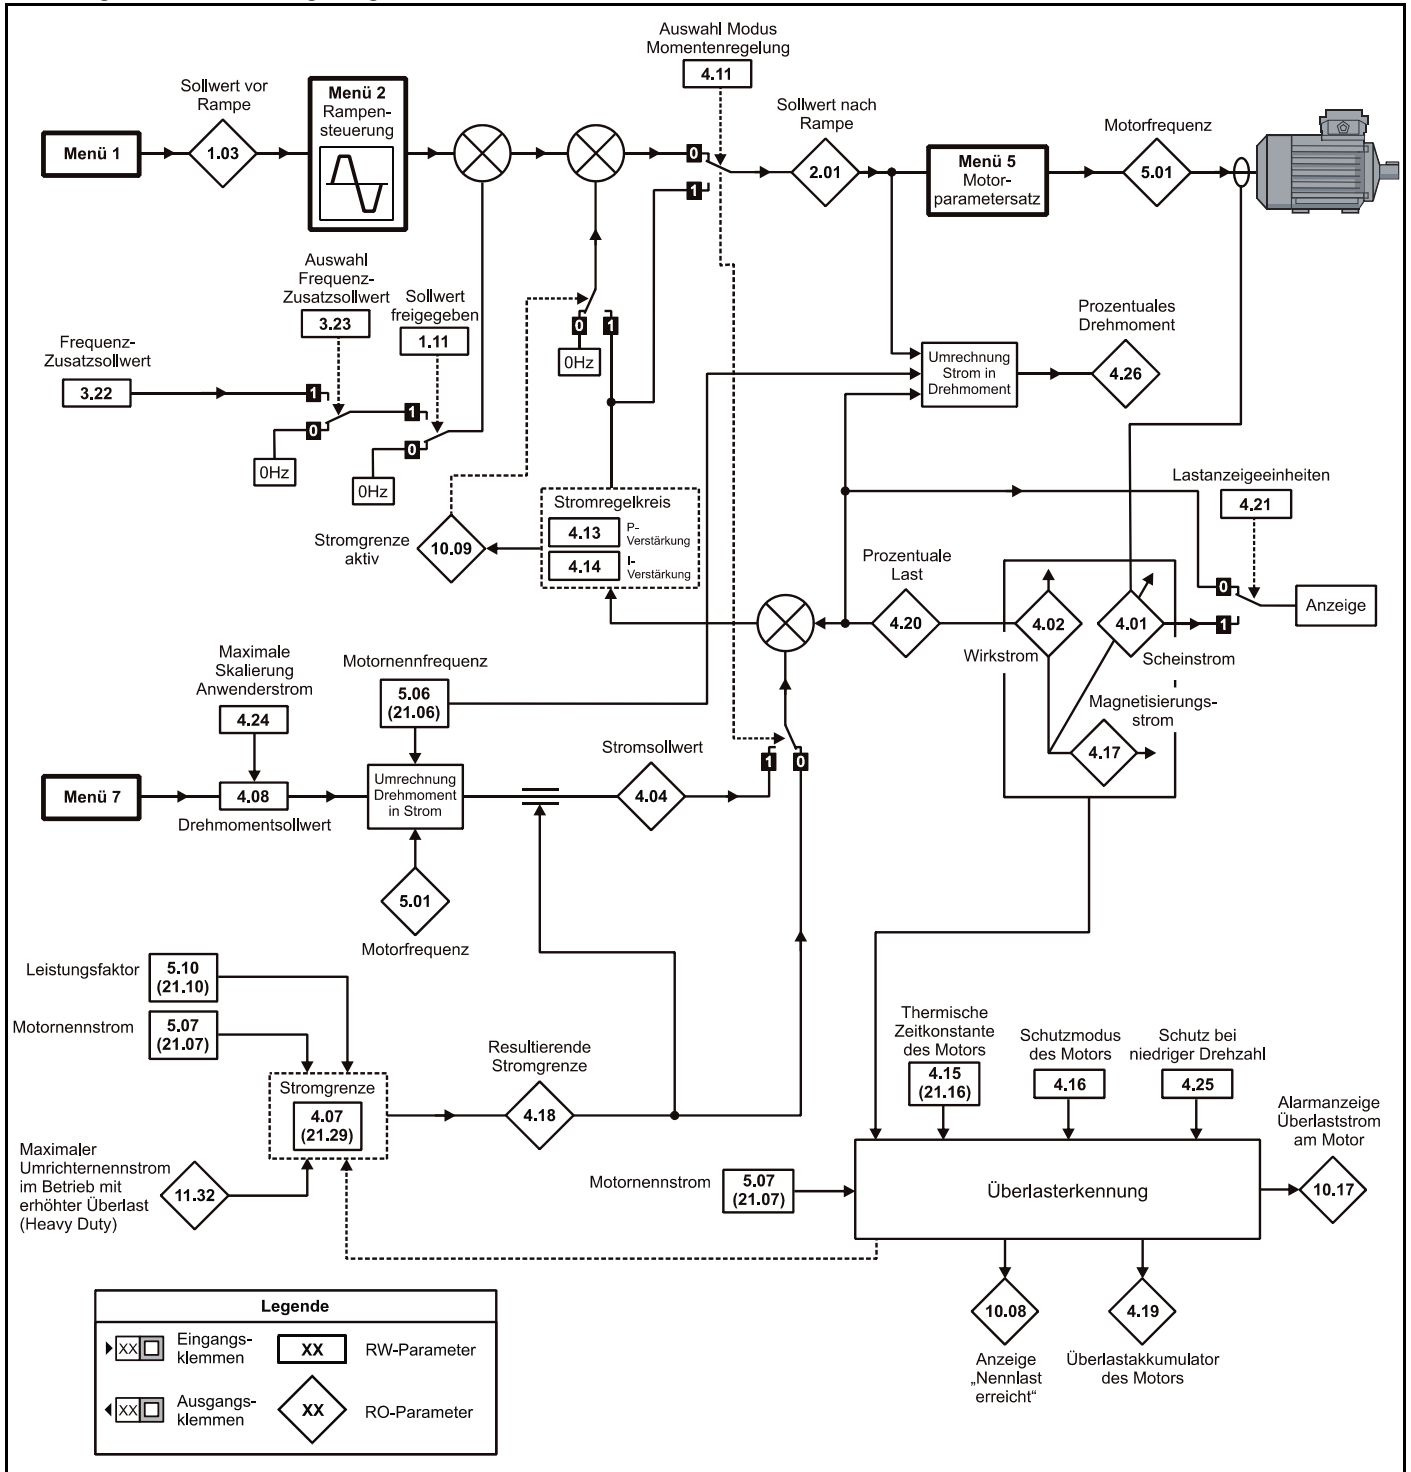 Auswahl Modus
Momentenregelung
4.11
Sollwert vor
Rampe
Menü 1
1.03
Menü 2
Rampen-
steuerung
0
1
Sollwert nach
Rampe
2.01
Menü 5
Motor-
parametersatz
Motorfrequenz
5.01
Auswahl
Frequenz-
Zusatzsollwert
3.23
Sollwert
freigegeben
1.11
Frequenz-
Zusatzsollwert
3.22
1
0
0Hz
1
0
0Hz
0
1
0Hz
Umrechnung
Strom in
Drehmoment
Prozentuales
Drehmoment
4.26
Stromgrenze
aktiv
10.09
Stromregelkreis
4.13
P-
Verstärkung
4.14
I-
Verstärkung
Lastanzeigeeinheiten
4.21
Prozentuale
Last
4.20
4.02
Wirkstrom
4.01
Scheinstrom
0
1
Anzeige
Magnetisierungs-
strom
4.17
Maximale
Skalierung
Anwenderstrom
4.24
Motornennfrequenz
5.06
(21.06)
Menü 7
4.08
Drehmomentsollwert
Umrechnung
Drehmoment
in Strom
Stromsollwert
4.04
1
0
5.01
Motorfrequenz
Leistungsfaktor
5.10
(21.10)
Motornennstrom
5.07
(21.07)
Stromgrenze
4.07
(21.29)
Resultierende
Stromgrenze
4.18
Maximaler
Umrichternennstrom
im Betrieb mit
erhöhter Überlast
(Heavy Duty)
11.32
Thermische
Zeitkonstante
des Motors
4.15
(21.16)
Schutzmodus
des Motors
4.16
Schutz bei
niedriger Drehzahl
4.25
Motornennstrom
5.07
(21.07)
Überlasterkennung
Alarmanzeige
Überlaststrom
am Motor
10.17
10.08
Anzeige
„Nennlast
erreicht“
4.19
Überlastakkumulator
des Motors
Legende
XX
Eingangs-
klemmen
XX
RW-Parameter
XX
Ausgangs-
klemmen
XX
RO-Parameter